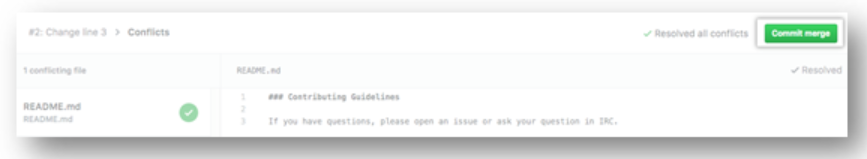 #2: Change line 3 > Conflicts
✓ Resolved all conflicts
Commit merge
1 conflicting file
README.md
✓ Resolved
README.md
README.md
1 ### Contributing Guidelines
2
3 If you have questions, please open an issue or ask your question in IRC.